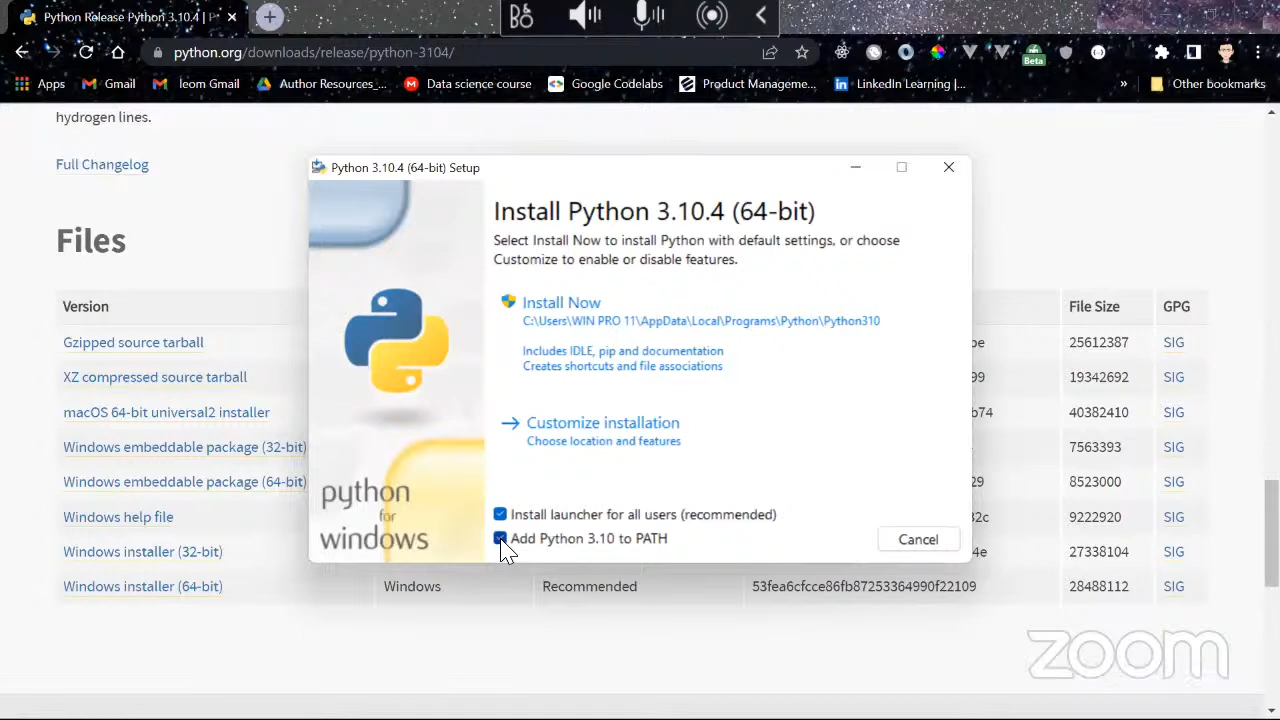 Python Release Python 3.10.4 | P
python.org/downloads/release/python-3104/
Beta
Apps
Gmail
leom Gmail
Author Resources_...
Data science course
Google Codelabs
Product Manageme...
LinkedIn Learning |...
»
Other bookmarks
hydrogen lines.
Full Changelog
Files
Version
File Size
GPG
Gzipped source tarball
be
25612387
SIG
XZ compressed source tarball
99
19342692
SIG
macOS 64-bit universal2 installer
b74
40382410
SIG
Windows embeddable package (32-bit)
7563393
SIG
Windows embeddable package (64-bit)
29
8523000
SIG
Windows help file
32c
9222920
SIG
Windows installer (32-bit)
4e
27338104
SIG
Windows installer (64-bit)
Windows
Recommended
53fea6cfcce86fb87253364990f22109
28488112
SIG
Python 3.10.4 (64-bit) Setup
Install Python 3.10.4 (64-bit)
Select Install Now to install Python with default settings, or choose
Customize to enable or disable features.
Install Now
C:\Users\WIN PRO 11\AppData\Local\Programs\Python\Python310
Includes IDLE, pip and documentation
Creates shortcuts and file associations
Customize installation
Choose location and features
python
for
windows
Install launcher for all users (recommended)
Add Python 3.10 to PATH
Cancel
zoom